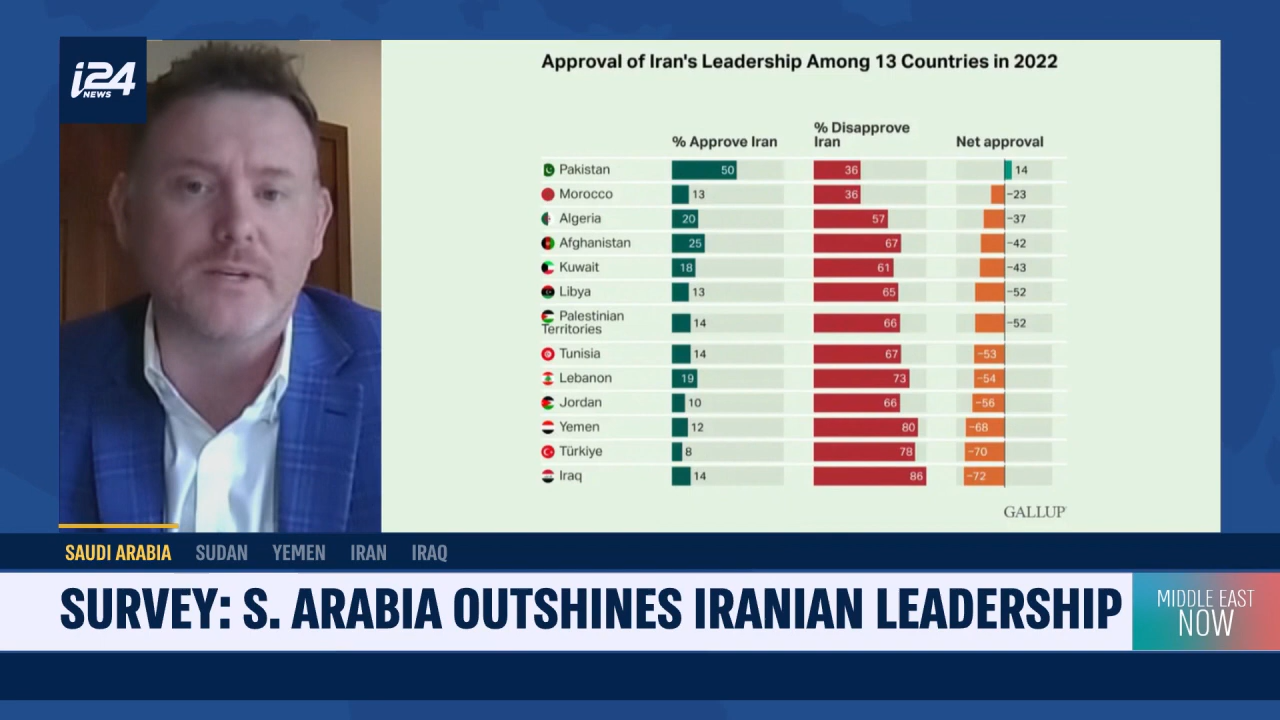 i24
NEWS
Approval of Iran's Leadership Among 13 Countries in 2022
% Approve Iran
% Disapprove
Iran
Net approval
Pakistan 50 36 14
Morocco 13 36 −23
Algeria 20 57 −37
Afghanistan 25 67 −42
Kuwait 18 61 −43
Libya 13 65 −52
Palestinian
Territories 14 66 −52
Tunisia 14 67 −53
Lebanon 19 73 −54
Jordan 10 66 −56
Yemen 12 80 −68
Türkiye 8 78 −70
Iraq 14 86 −72
GALLUP
SAUDI ARABIA SUDAN YEMEN IRAN IRAQ
SURVEY: S. ARABIA OUTSHINES IRANIAN LEADERSHIP
MIDDLE EAST
NOW